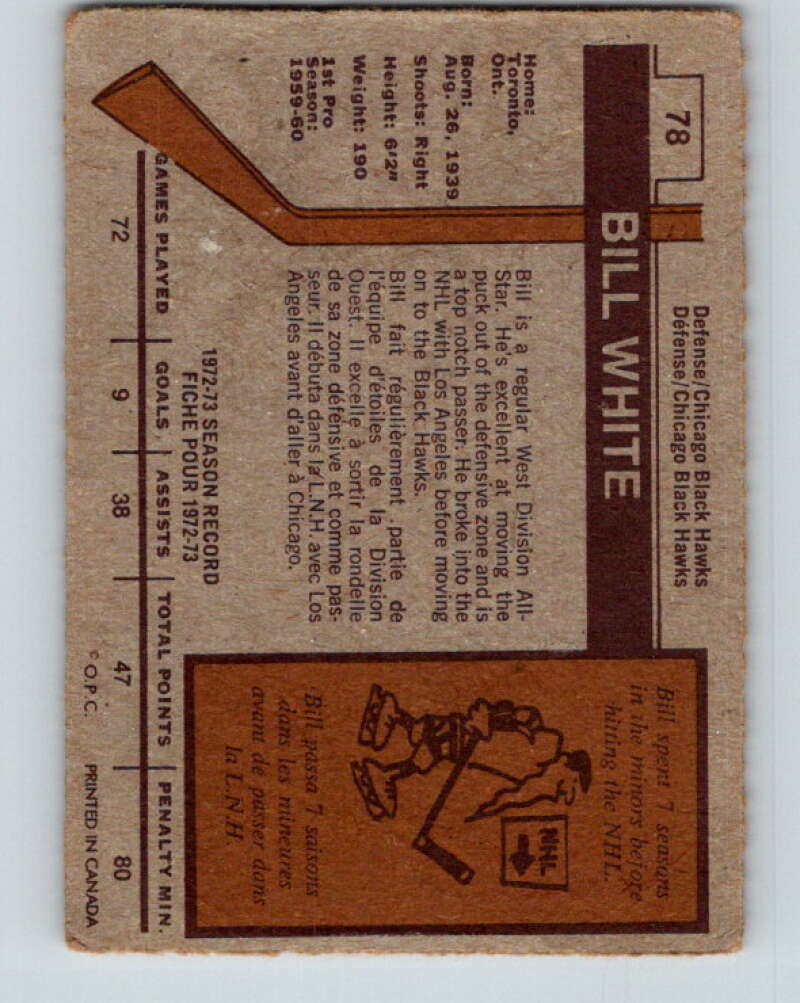 78
Defense/Chicago Black Hawks
Défense/Chicago Black Hawks
BILL WHITE
Home:
Toronto,
Ont.
Born:
Aug. 26, 1939
Shoots: Right
Height: 6'2"
Weight: 190
1st Pro
Season:
1959-60
Bill is a regular West Division All-
Star. He's excellent at moving the
puck out of the defensive zone and is
a top notch passer. He broke into the
NHL with Los Angeles before moving
on to the Black Hawks.
Bill fait régulièrement partie de
l'équipe d'étoiles de la Division
Ouest. Il excelle à sortir la rondelle
de sa zone défensive et comme pas-
seur. Il débuta dans la L.N.H. avec Los
Angeles avant d'aller à Chicago.
Bill spent 7 seasons
in the minors before
hitting the NHL.
NHL
Bill passa 7 saisons
dans les mineures
avant de passer dans
la L.N.H.
1972-73 SEASON RECORD
FICHE POUR 1972-73
GAMES PLAYED GOALS ASSISTS TOTAL POINTS PENALTY MIN.
72 9 38 47 80
© O.P.C. PRINTED IN CANADA